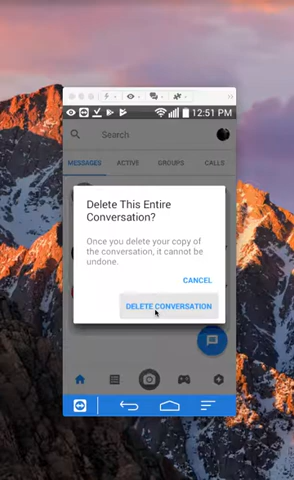 12:51 PM
Search
MESSAGES ACTIVE GROUPS CALLS
Delete This Entire
Conversation?
Once you delete your copy of
the conversation, it cannot be
undone.
CANCEL
DELETE CONVERSATION